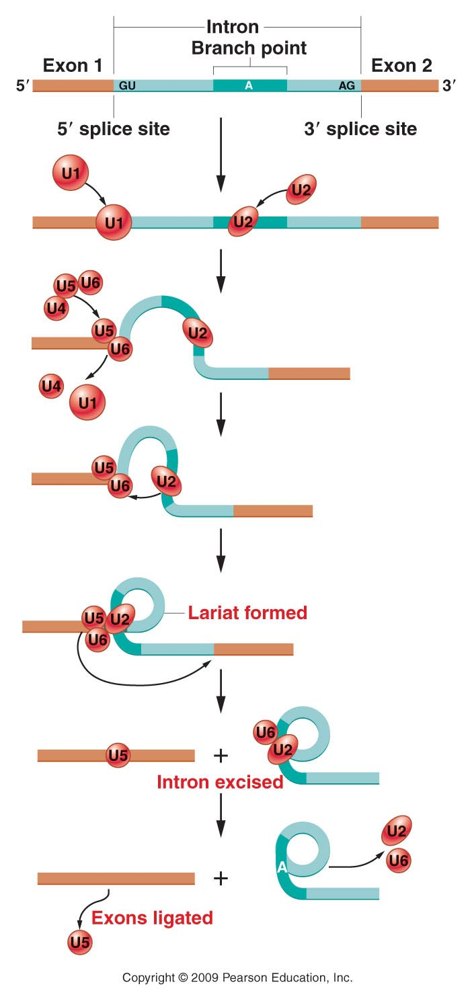 Intron
Branch point
Exon 1
Exon 2
5′
GU
A
AG
3′
5′ splice site
3′ splice site
U1
U2
U1
U2
U5
U6
U4
U5
U2
U6
U4
U1
U5
U6
U2
Lariat formed
U5
U2
U6
U6
U5
+
U2
Intron excised
U2
U6
A
+
Exons ligated
U5
Copyright © 2009 Pearson Education, Inc.